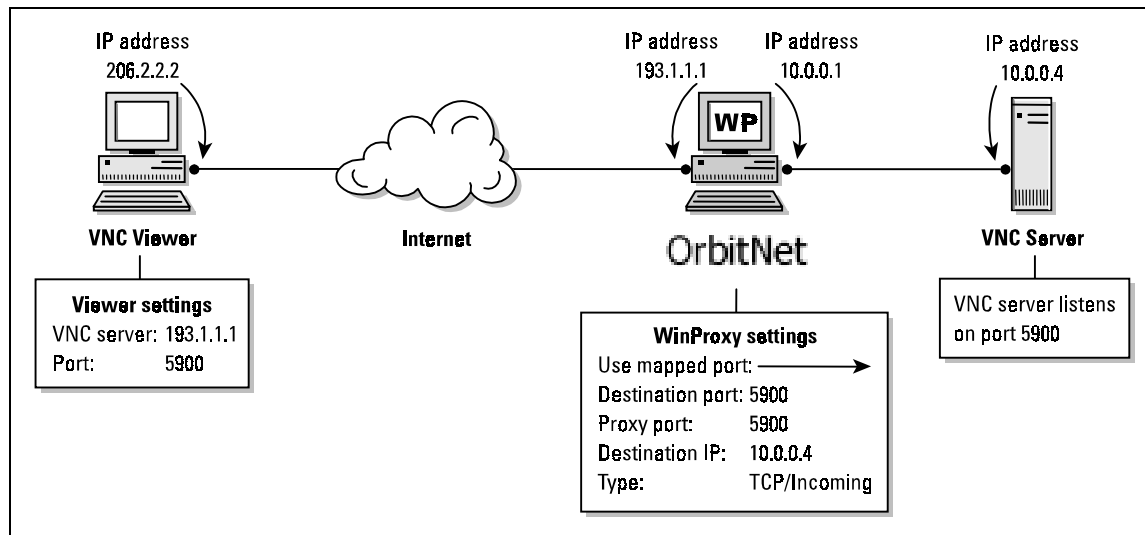 IP address
206.2.2.2
IP address
193.1.1.1
IP address
10.0.0.1
IP address
10.0.0.4
WP
VNC Viewer
Internet
OrbitNet
VNC Server
Viewer settings
VNC server: 193.1.1.1
Port: 5900
WinProxy settings
Use mapped port:
Destination port: 5900
Proxy port: 5900
Destination IP: 10.0.0.4
Type: TCP/Incoming
VNC server listens
on port 5900